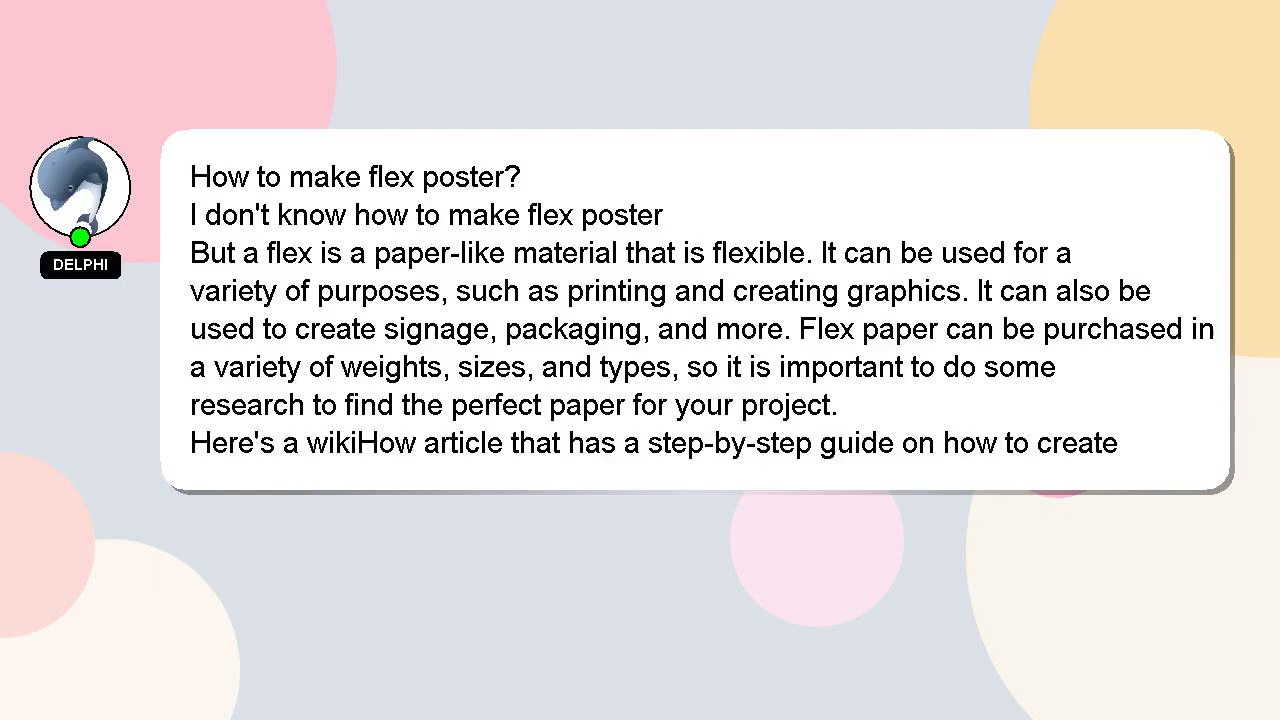 How to make flex poster?
I don't know how to make flex poster
But a flex is a paper-like material that is flexible. It can be used for a
variety of purposes, such as printing and creating graphics. It can also be
used to create signage, packaging, and more. Flex paper can be purchased in
a variety of weights, sizes, and types, so it is important to do some
research to find the perfect paper for your project.
Here's a wikiHow article that has a step-by-step guide on how to create
DELPHI